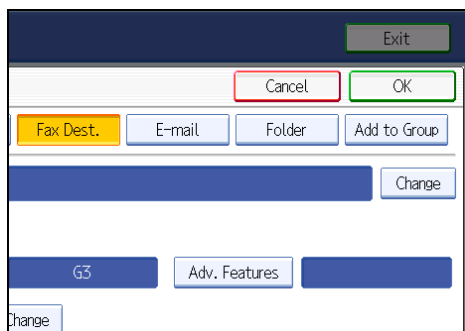 Exit
Cancel OK
Fax Dest. E-mail Folder Add to Group
Change
G3 Adv. Features
Change